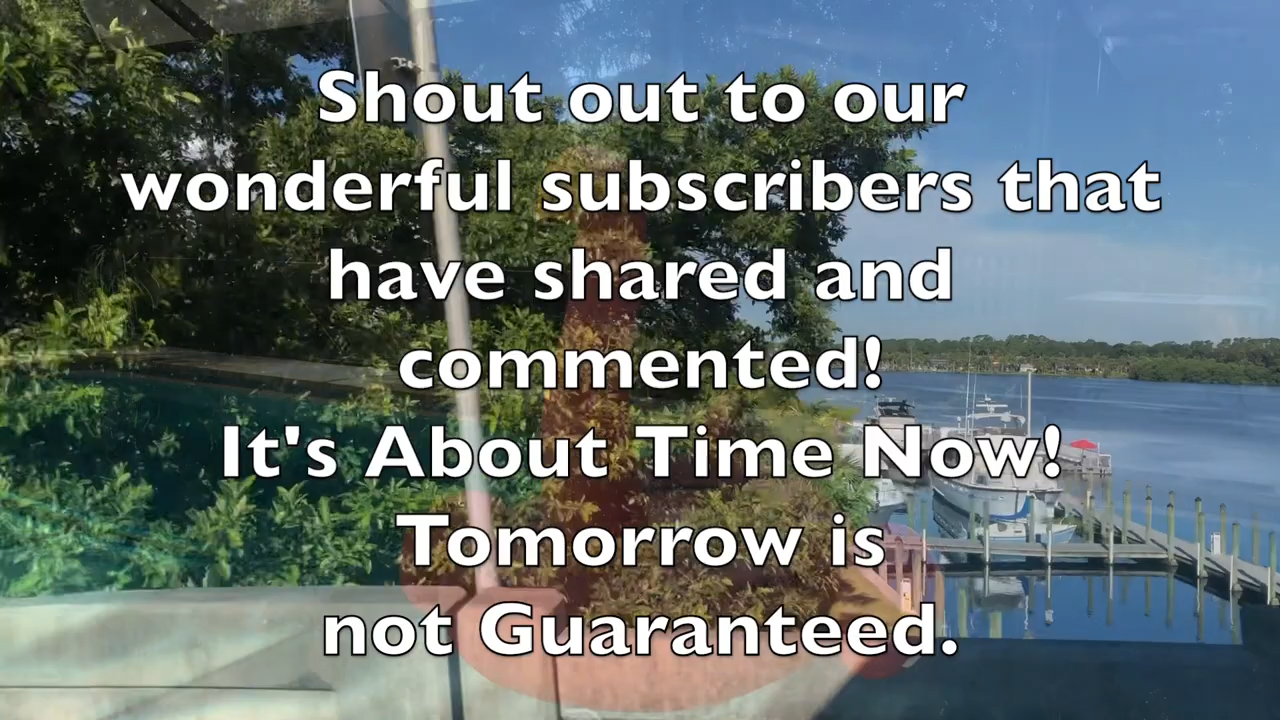 Shout out to our
wonderful subscribers that
have shared and
commented!
It's About Time Now!
Tomorrow is
not Guaranteed.